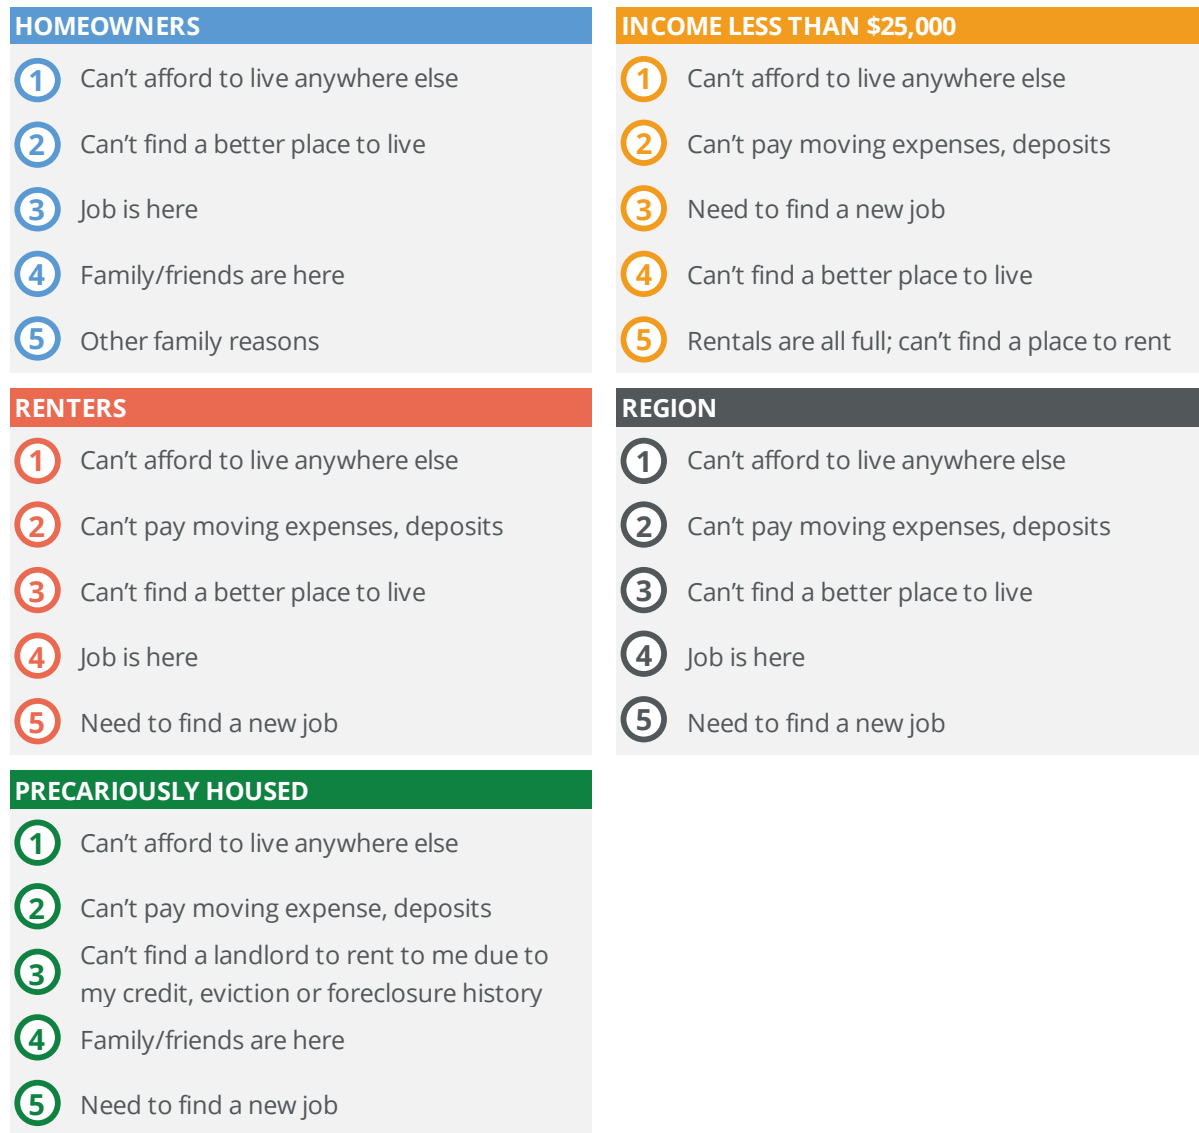 HOMEOWNERS
1 Can’t afford to live anywhere else
2 Can’t find a better place to live
3 Job is here
4 Family/friends are here
5 Other family reasons
INCOME LESS THAN $25,000
1 Can’t afford to live anywhere else
2 Can’t pay moving expenses, deposits
3 Need to find a new job
4 Can’t find a better place to live
5 Rentals are all full; can’t find a place to rent
RENTERS
1 Can’t afford to live anywhere else
2 Can’t pay moving expenses, deposits
3 Can’t find a better place to live
4 Job is here
5 Need to find a new job
REGION
1 Can’t afford to live anywhere else
2 Can’t pay moving expenses, deposits
3 Can’t find a better place to live
4 Job is here
5 Need to find a new job
PRECARIOUSLY HOUSED
1 Can’t afford to live anywhere else
2 Can’t pay moving expense, deposits
3 Can’t find a landlord to rent to me due to
my credit, eviction or foreclosure history
4 Family/friends are here
5 Need to find a new job